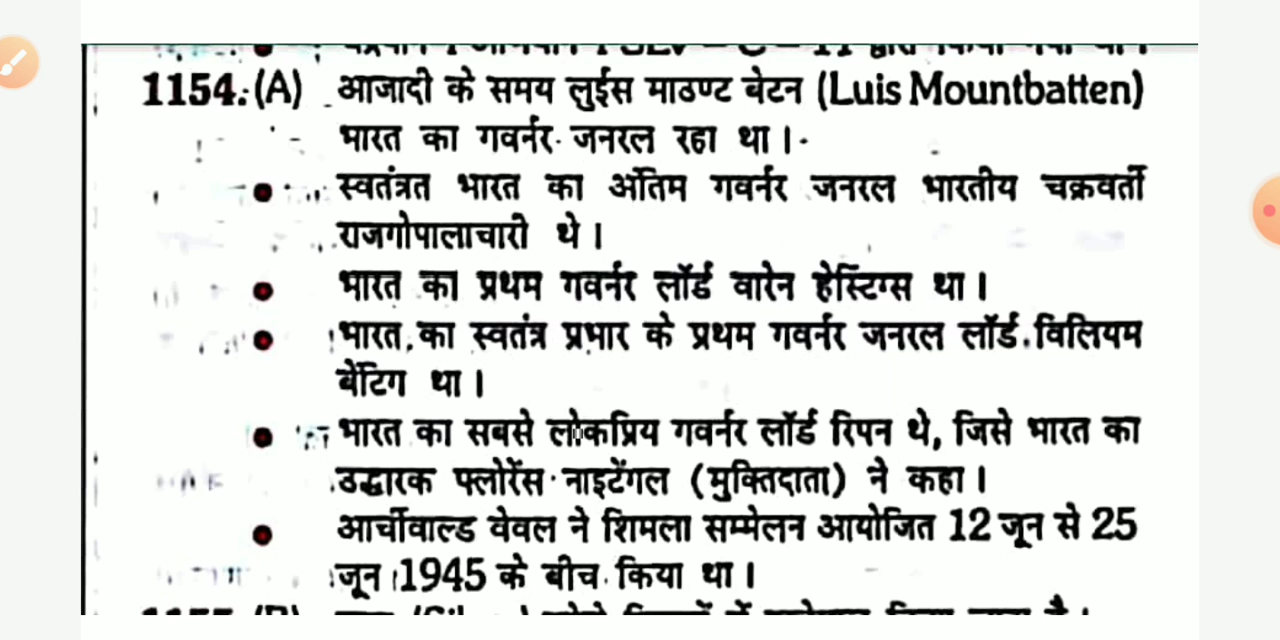 1154. (A) आजादी के समय लुईस माउण्ट बेटन (Luis Mountbatten)
भारत का गवर्नर जनरल रहा था।
• स्वतंत्रत भारत का अंतिम गवर्नर जनरल भारतीय चक्रवर्ती
राजगोपालाचारी थे।
• भारत का प्रथम गवर्नर लॉर्ड वारेन हेस्टिंग्स था।
• भारत का स्वतंत्र प्रभार के प्रथम गवर्नर जनरल लॉर्ड विलियम
बेंटिग था।
• भारत का सबसे लोकप्रिय गवर्नर लॉर्ड रिपन थे, जिसे भारत का
उद्धारक फ्लोरेंस नाइटेंगल (मुक्तिदाता) ने कहा।
• आर्चीवाल्ड वेवल ने शिमला सम्मेलन आयोजित 12 जून से 25
जून 1945 के बीच किया था।